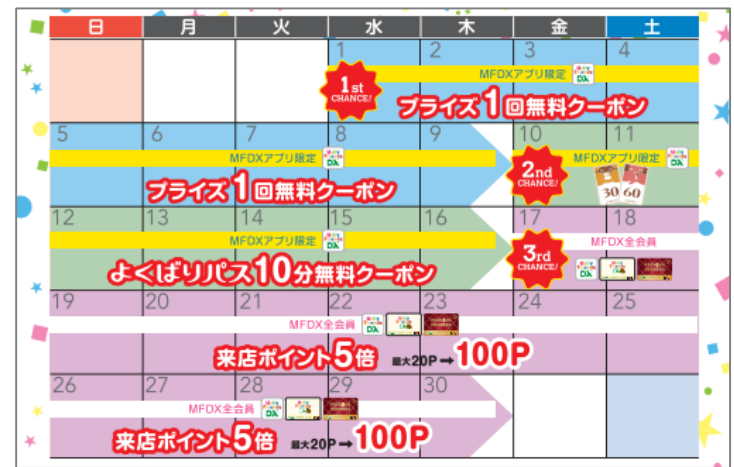 日 月 火 水 木 金 土
1 2 3 4
MFDXアプリ限定
1st
CHANCE!
プライズ1回無料クーポン
5 6 7 8 9 10 11
MFDXアプリ限定
2nd
CHANCE!
MFDXアプリ限定
プライズ1回無料クーポン
30 60
12 13 14 15 16 17 18
MFDXアプリ限定
3rd
CHANCE!
MFDX全会員
よくばりパス10分無料クーポン
19 20 21 22 23 24 25
MFDX全会員
来店ポイント5倍 最大20P➡100P
26 27 28 29 30
MFDX全会員
来店ポイント5倍 最大20P➡100P